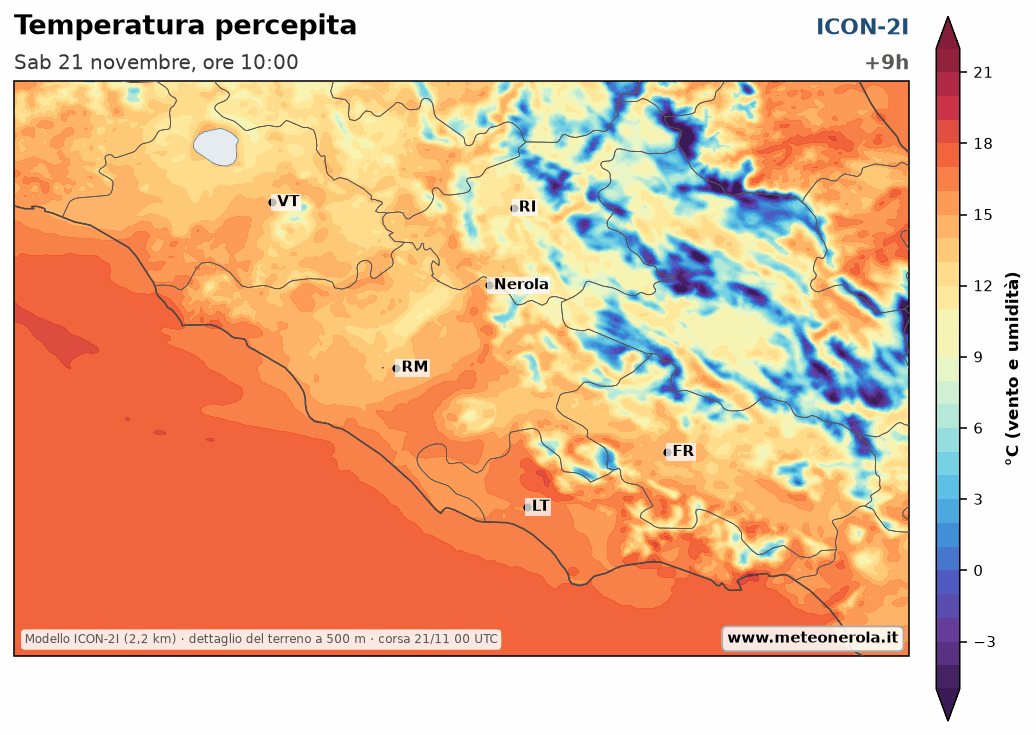 Temperatura percepita
ICON-2I
Sab 21 novembre, ore 10:00
+9h
VT
RI
Nerola
RM
FR
LT
Modello ICON-2I (2,2 km) · dettaglio del terreno a 500 m · corsa 21/11 00 UTC
www.meteonerola.it
21
18
15
12
9
6
3
0
−3
°C (vento e umidità)